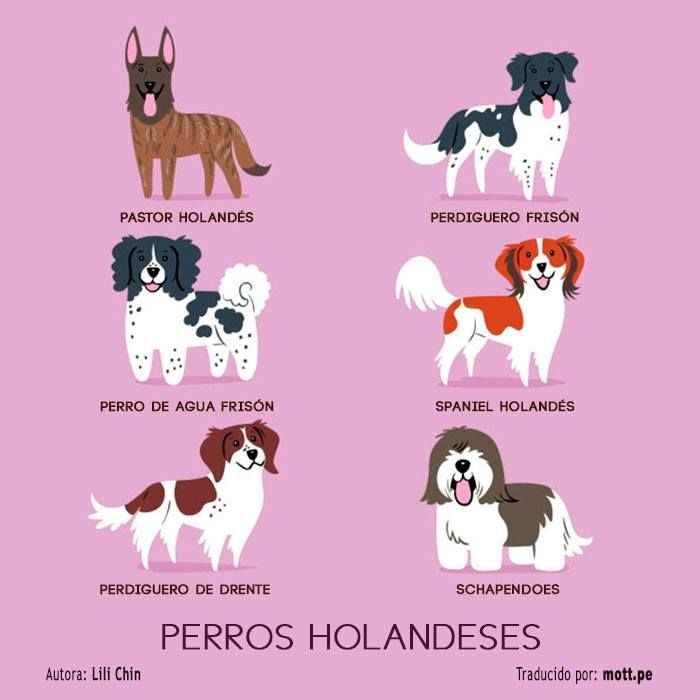 PASTOR HOLANDÉS
PERDIGUERO FRISÓN
PERRO DE AGUA FRISÓN
SPANIEL HOLANDÉS
PERDIGUERO DE DRENTE
SCHAPENDOES
PERROS HOLANDESES
Autora: Lili Chin
Traducido por: mott.pe